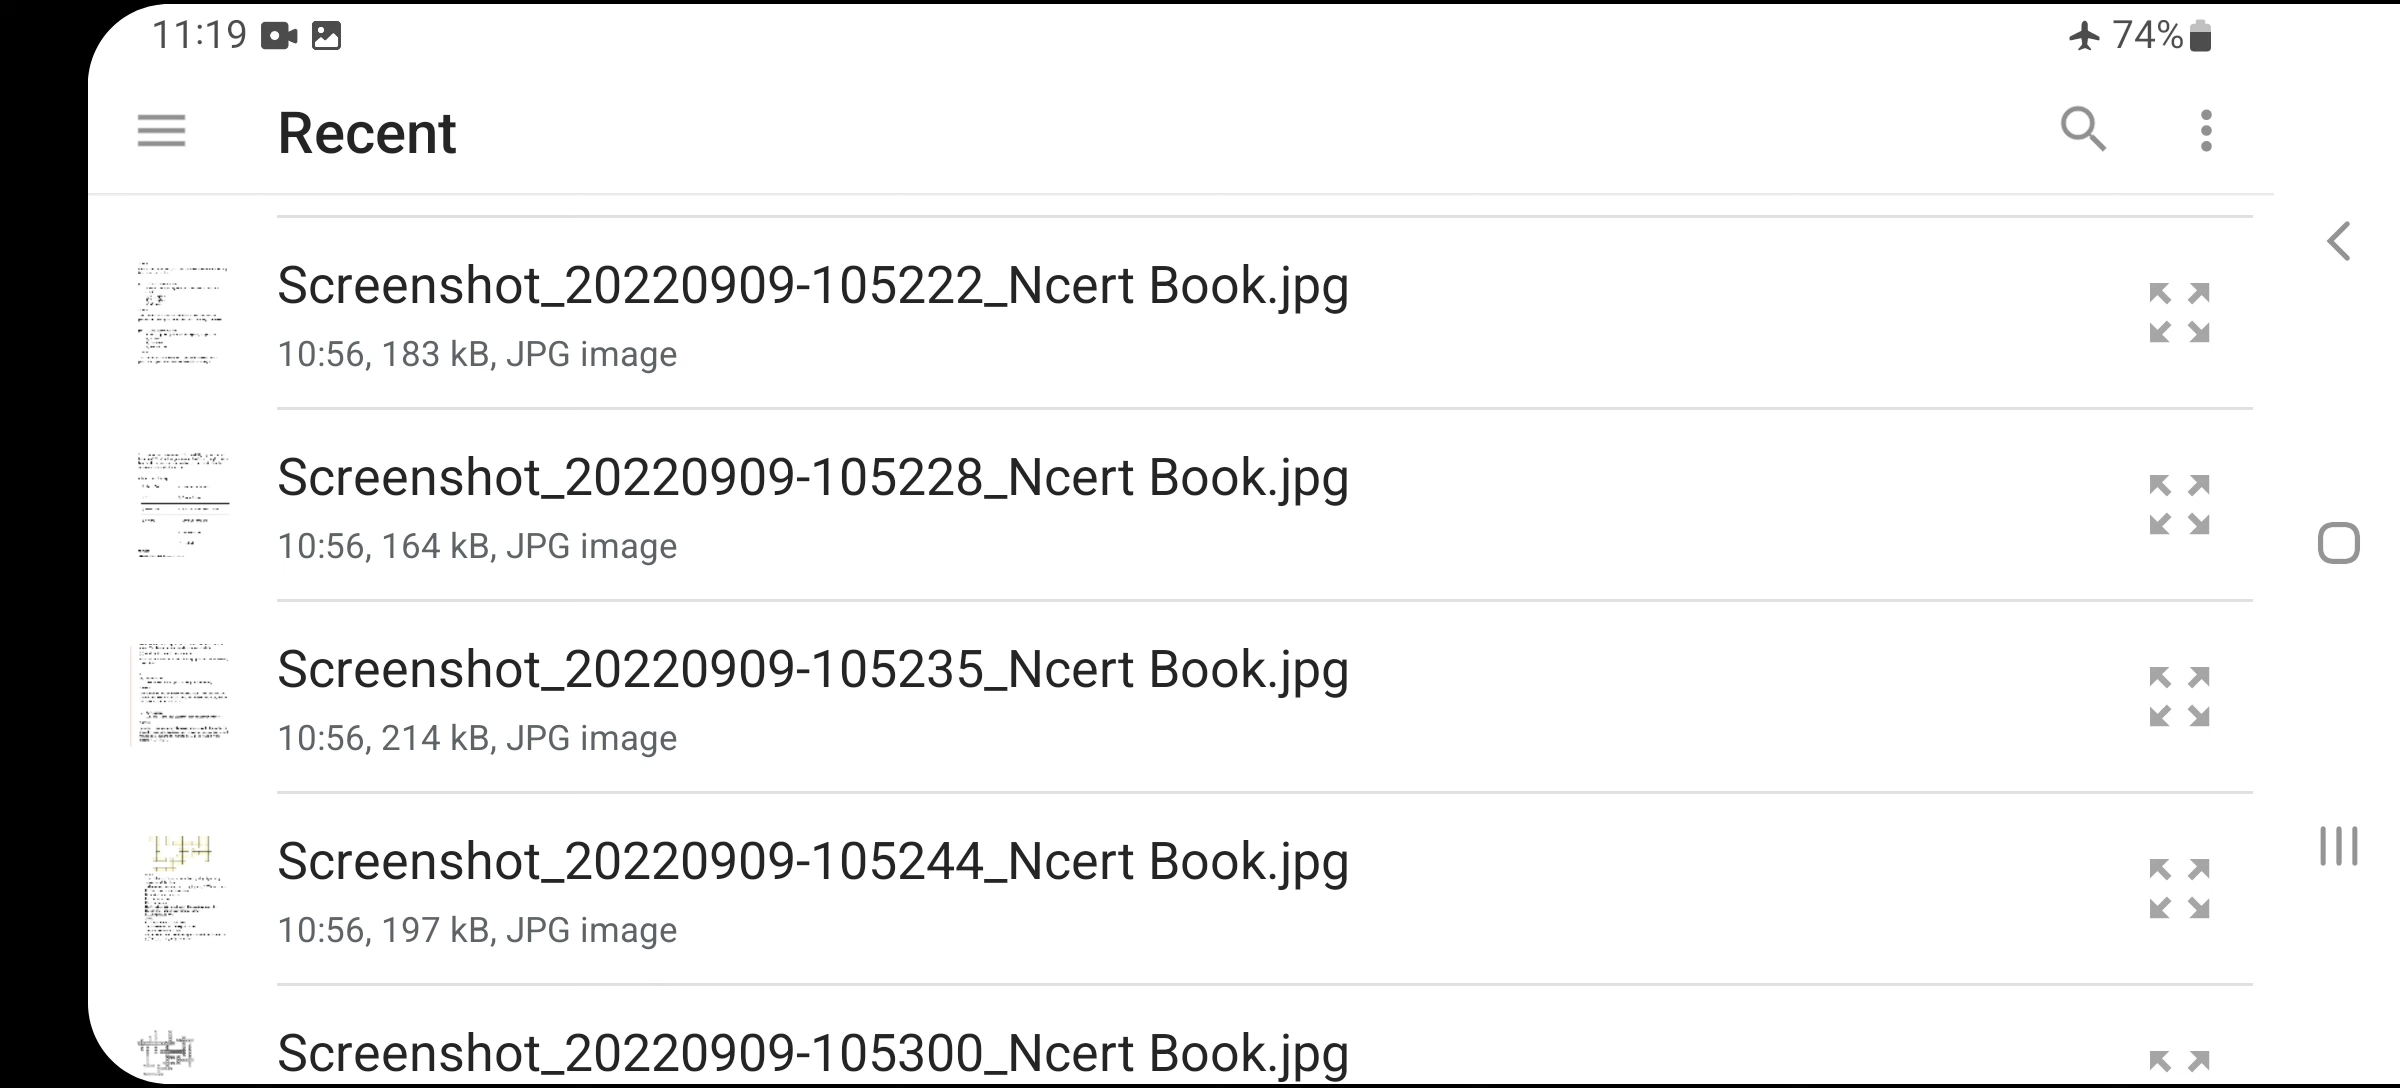 11:19
74%
Recent
Screenshot_20220909-105222_Ncert Book.jpg
10:56, 183 kB, JPG image
Screenshot_20220909-105228_Ncert Book.jpg
10:56, 164 kB, JPG image
Screenshot_20220909-105235_Ncert Book.jpg
10:56, 214 kB, JPG image
Screenshot_20220909-105244_Ncert Book.jpg
10:56, 197 kB, JPG image
Screenshot_20220909-105300_Ncert Book.jpg